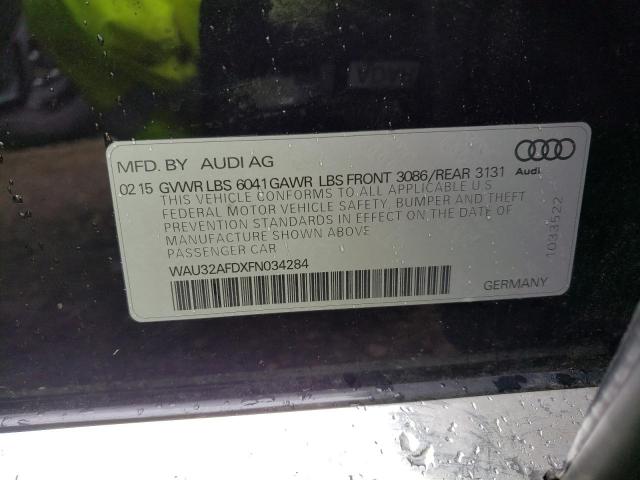 MFD. BY AUDI AG
Audi
02 15 GVWR LBS 6041 GAWR LBS FRONT 3086/REAR 3131
THIS VEHICLE CONFORMS TO ALL APPLICABLE U.S
FEDERAL MOTOR VEHICLE SAFETY, BUMPER AND THEFT
PREVENTION STANDARDS IN EFFECT ON THE DATE OF
MANUFACTURE SHOWN ABOVE
PASSENGER CAR
WAU32AFDXFN034284
1033522
GERMANY